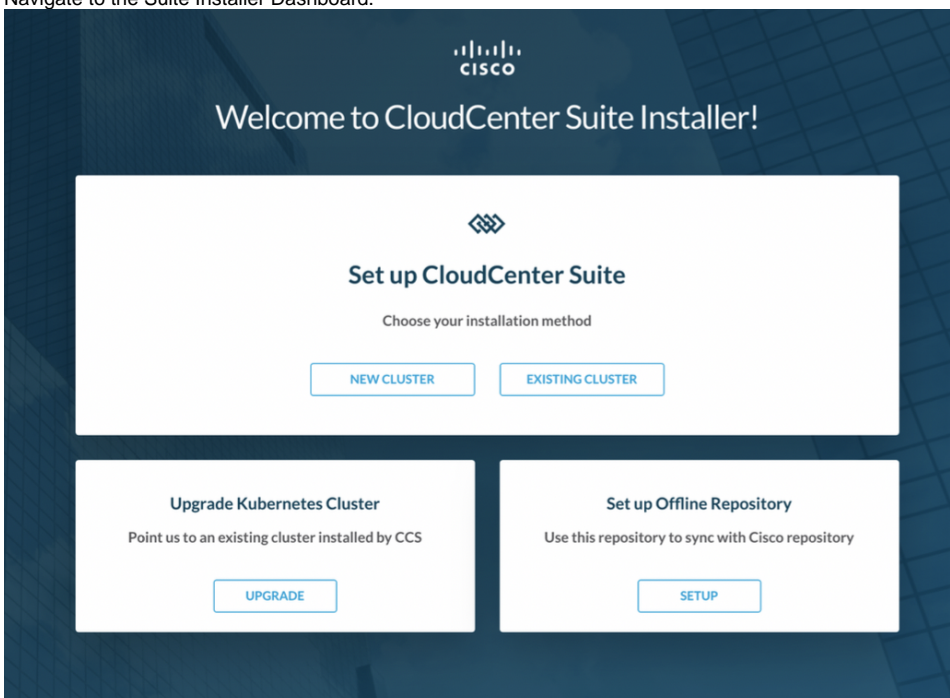 Navigate to the Suite Installer Dashboard.
CISCO
Welcome to CloudCenter Suite Installer!
Set up CloudCenter Suite
Choose your installation method
NEW CLUSTER
EXISTING CLUSTER
Upgrade Kubernetes Cluster
Point us to an existing cluster installed by CCS
UPGRADE
Set up Offline Repository
Use this repository to sync with Cisco repository
SETUP